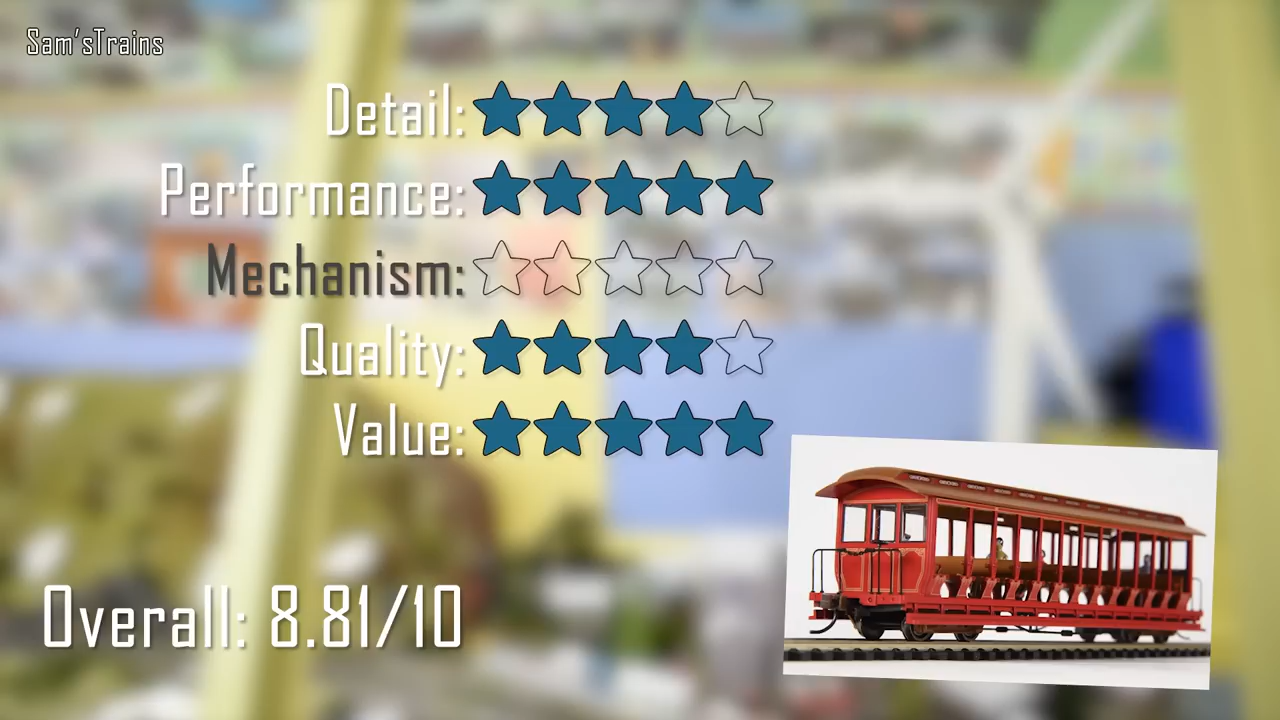 Sam'sTrains
Detail:
Performance:
Mechanism:
Quality:
Value:
Overall: 8.81/10